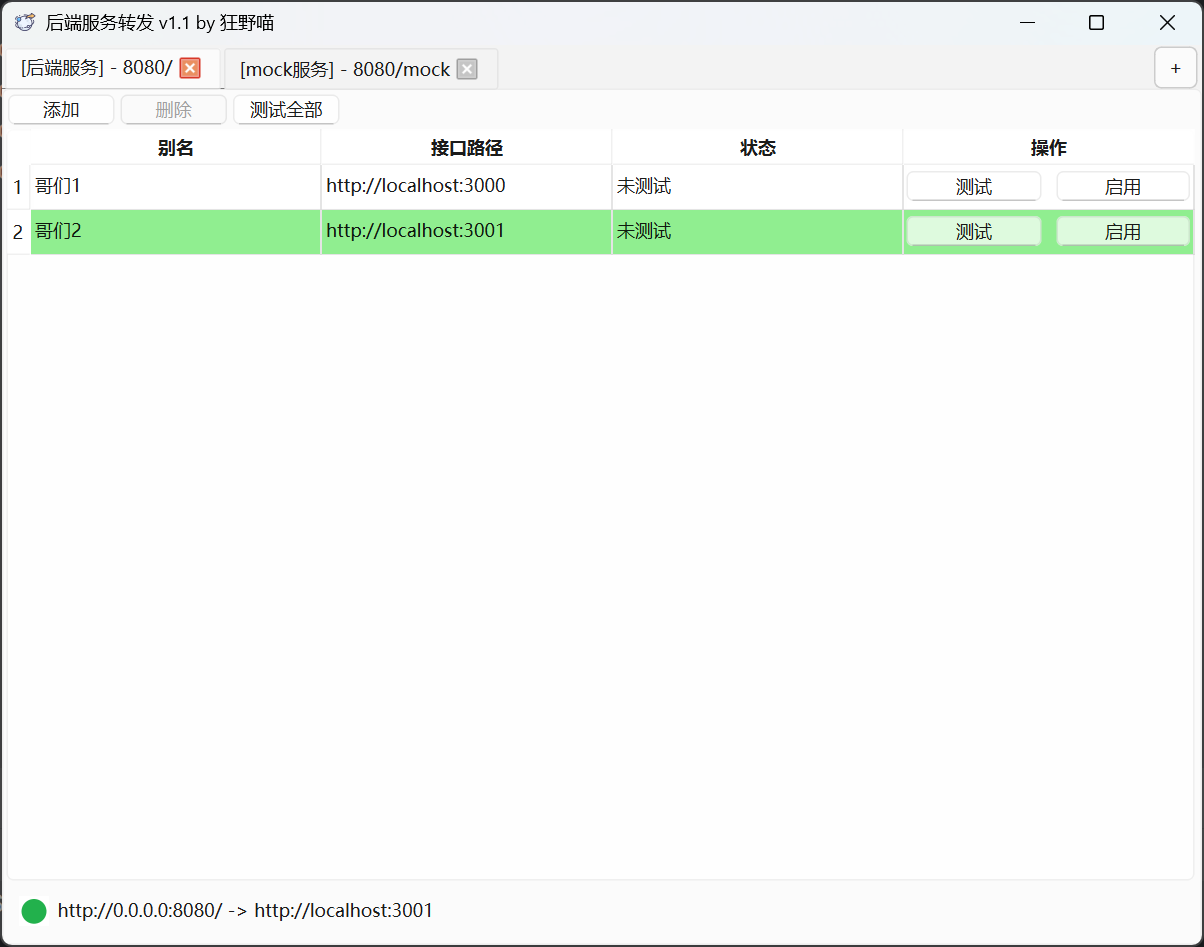 后端服务转发 v1.1 by 狂野喵
[后端服务] - 8080/ [mock服务] - 8080/mock +
添加 删除 测试全部
别名 接口路径 状态 操作
1 哥们1 http://localhost:3000 未测试 测试 启用
2 哥们2 http://localhost:3001 未测试 测试 启用
http://0.0.0.0:8080/ -> http://localhost:3001